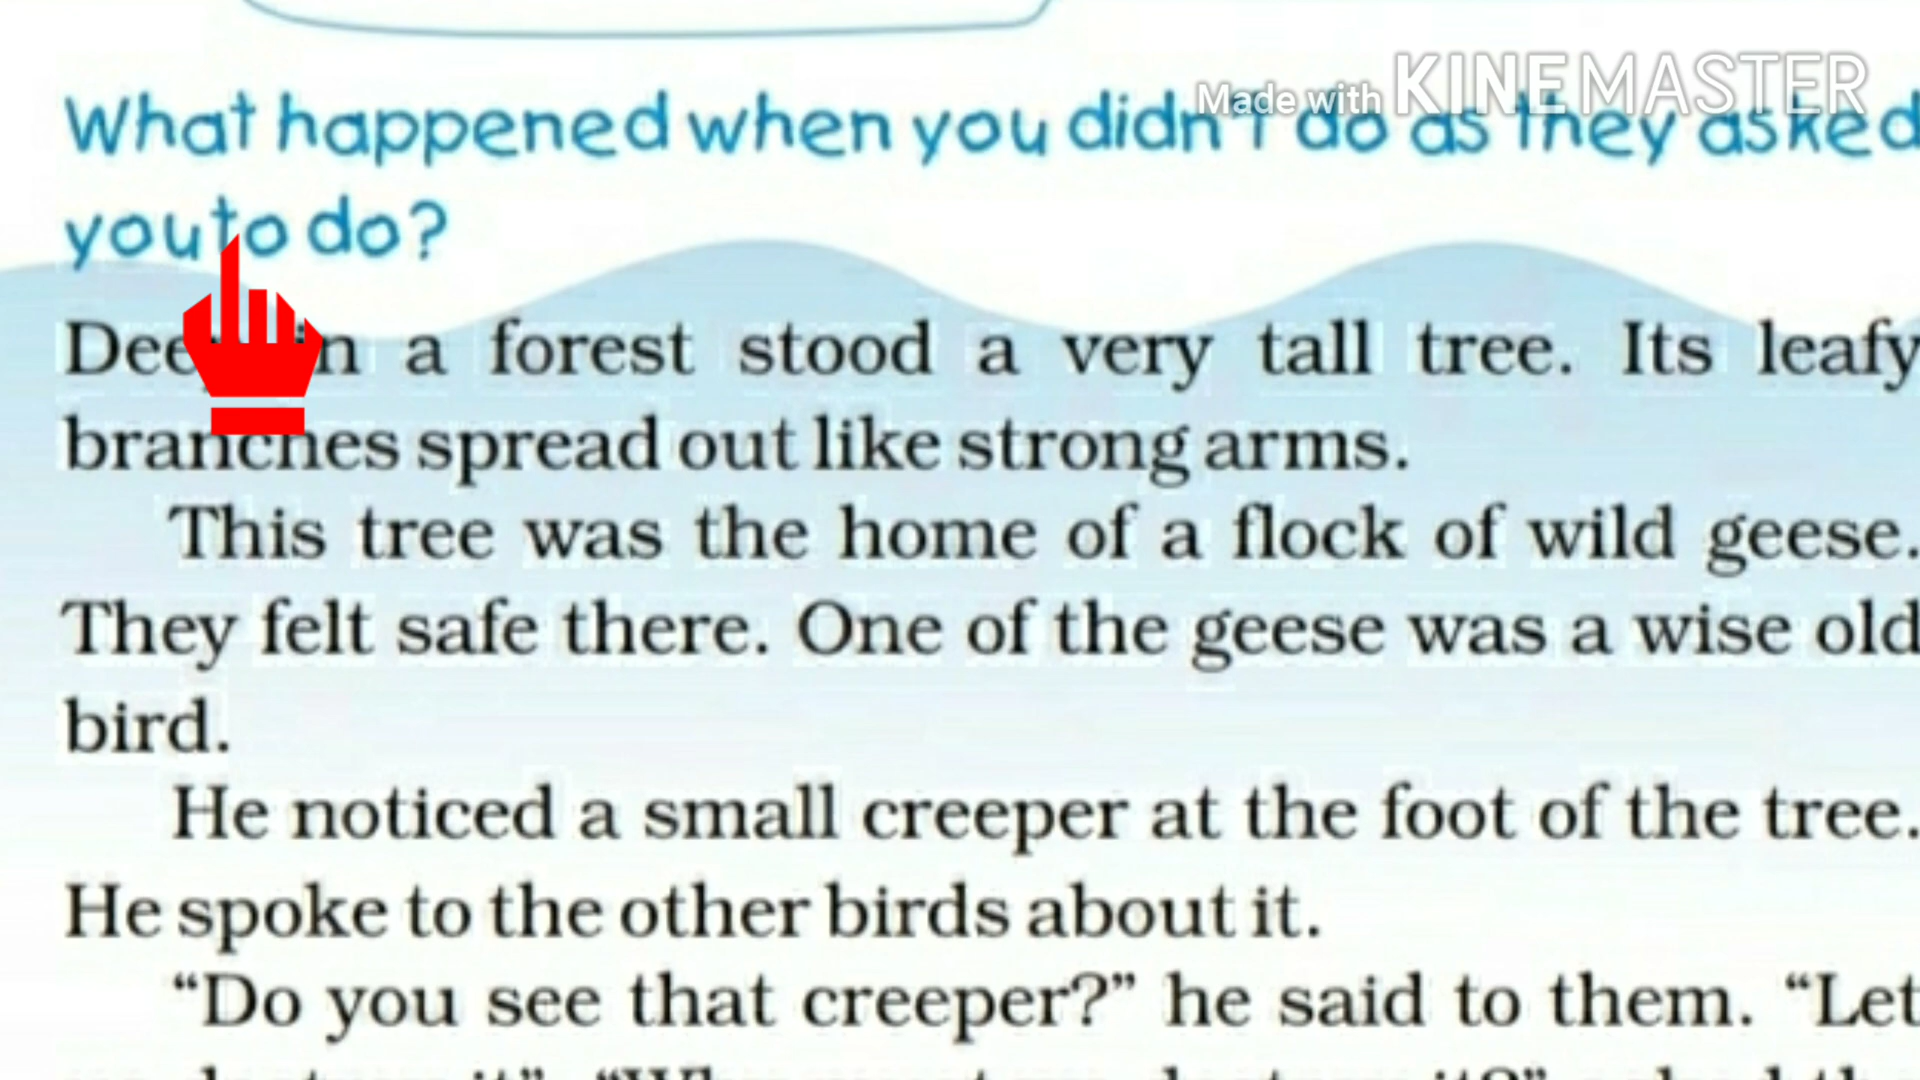 Made with KINEMASTER
What happened when you didn't do as they asked
you to do?
Deep in a forest stood a very tall tree. Its leafy
branches spread out like strong arms.
This tree was the home of a flock of wild geese.
They felt safe there. One of the geese was a wise old
bird.
He noticed a small creeper at the foot of the tree.
He spoke to the other birds about it.
“Do you see that creeper?” he said to them. “Let